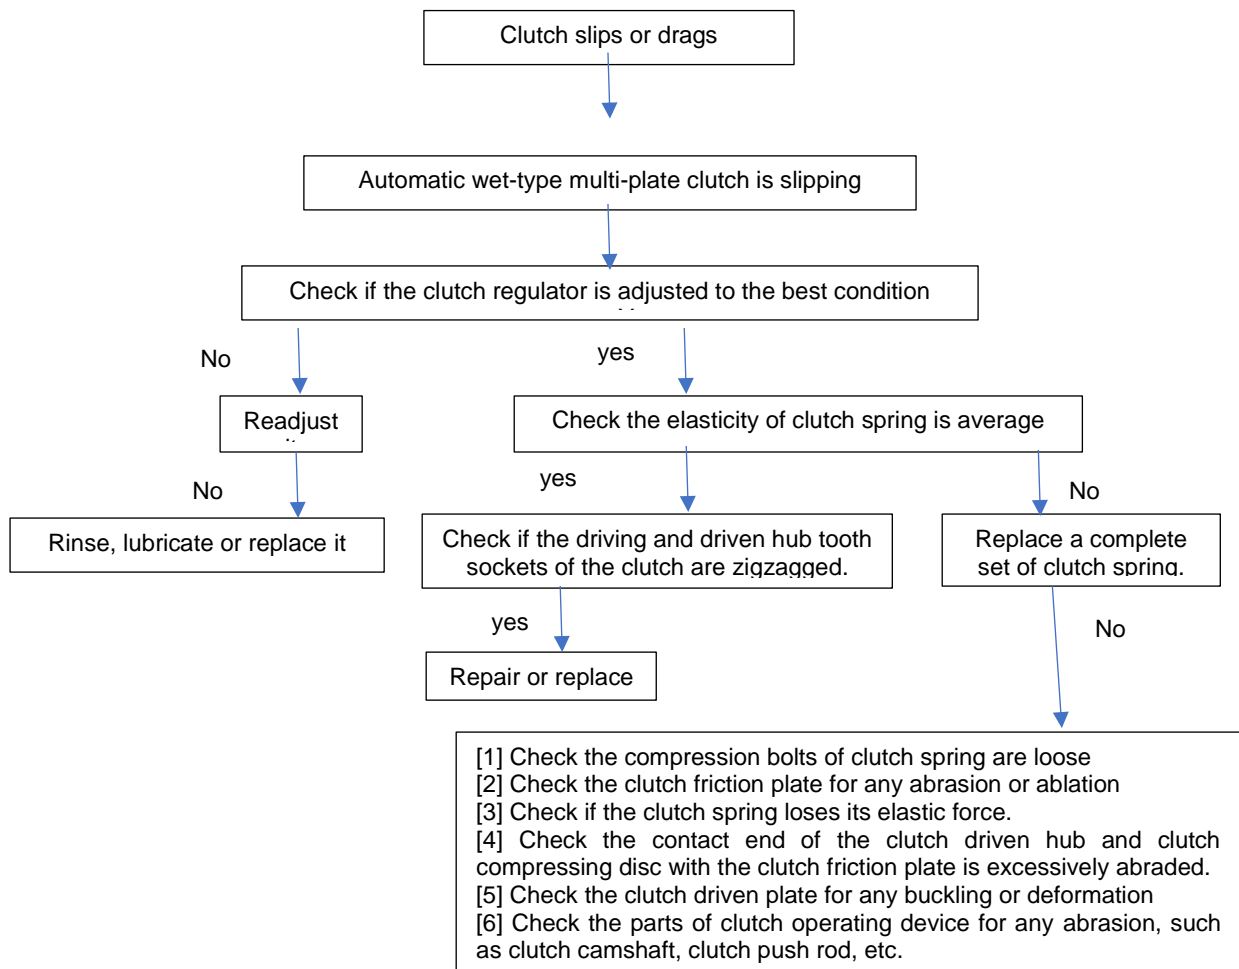 Clutch slips or drags
Automatic wet-type multi-plate clutch is slipping
Check if the clutch regulator is adjusted to the best condition
No
yes
Readjust
Check the elasticity of clutch spring is average
No
yes
No
Rinse, lubricate or replace it
Check if the driving and driven hub tooth
sockets of the clutch are zigzagged.
Replace a complete
set of clutch spring.
yes
No
Repair or replace
[1] Check the compression bolts of clutch spring are loose
[2] Check the clutch friction plate for any abrasion or ablation
[3] Check if the clutch spring loses its elastic force.
[4] Check the contact end of the clutch driven hub and clutch
compressing disc with the clutch friction plate is excessively abraded.
[5] Check the clutch driven plate for any buckling or deformation
[6] Check the parts of clutch operating device for any abrasion, such
as clutch camshaft, clutch push rod, etc.